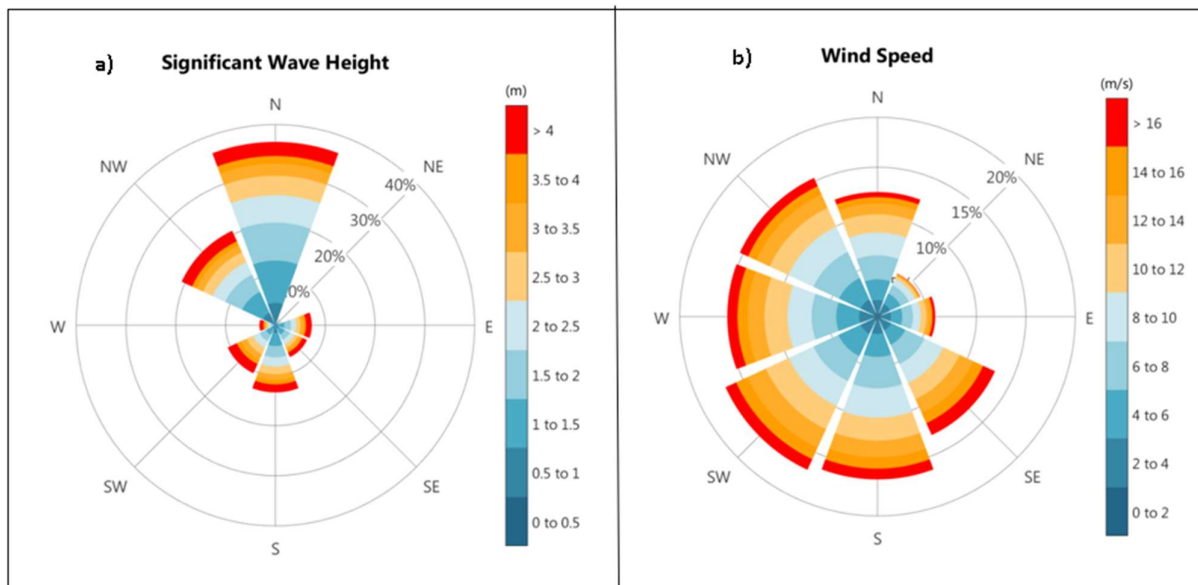 a)
Significant Wave Height
(m)
N
NW
NE
W
E
SW
SE
S
40%
30%
20%
0%
> 4
3.5 to 4
3 to 3.5
2.5 to 3
2 to 2.5
1.5 to 2
1 to 1.5
0.5 to 1
0 to 0.5
b)
Wind Speed
(m/s)
N
NW
NE
W
E
SW
SE
S
20%
15%
10%
> 16
14 to 16
12 to 14
10 to 12
8 to 10
6 to 8
4 to 6
2 to 4
0 to 2